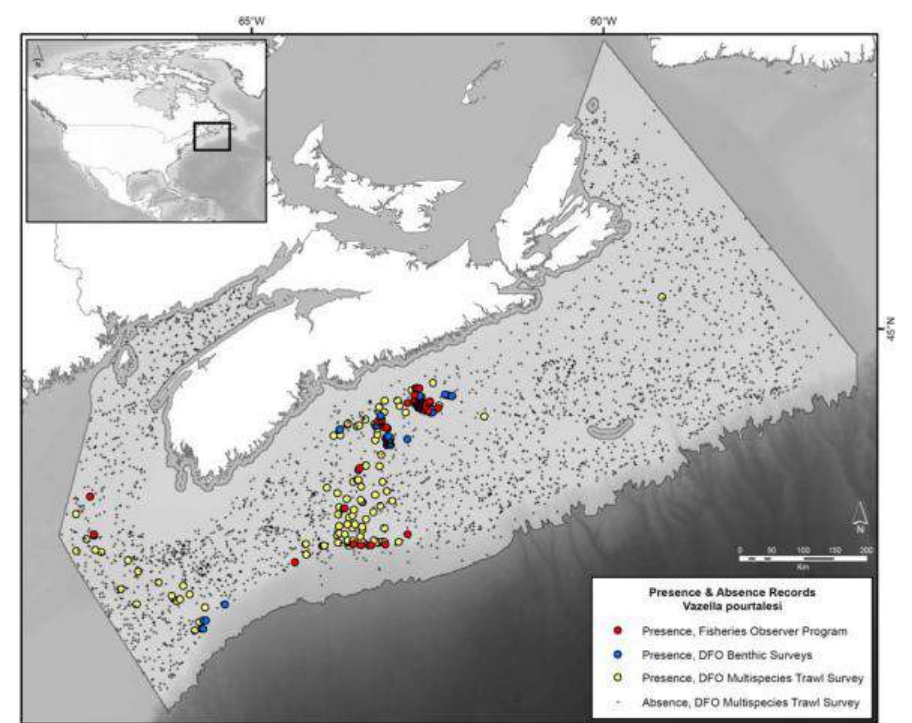 65°W 60°W
N
45°N
N
0 50 100 150 200
Km
Presence & Absence Records
Vazella pourtalesi
Presence, Fisheries Observer Program
Presence, DFO Benthic Surveys
Presence, DFO Multispecies Trawl Survey
Absence, DFO Multispecies Trawl Survey